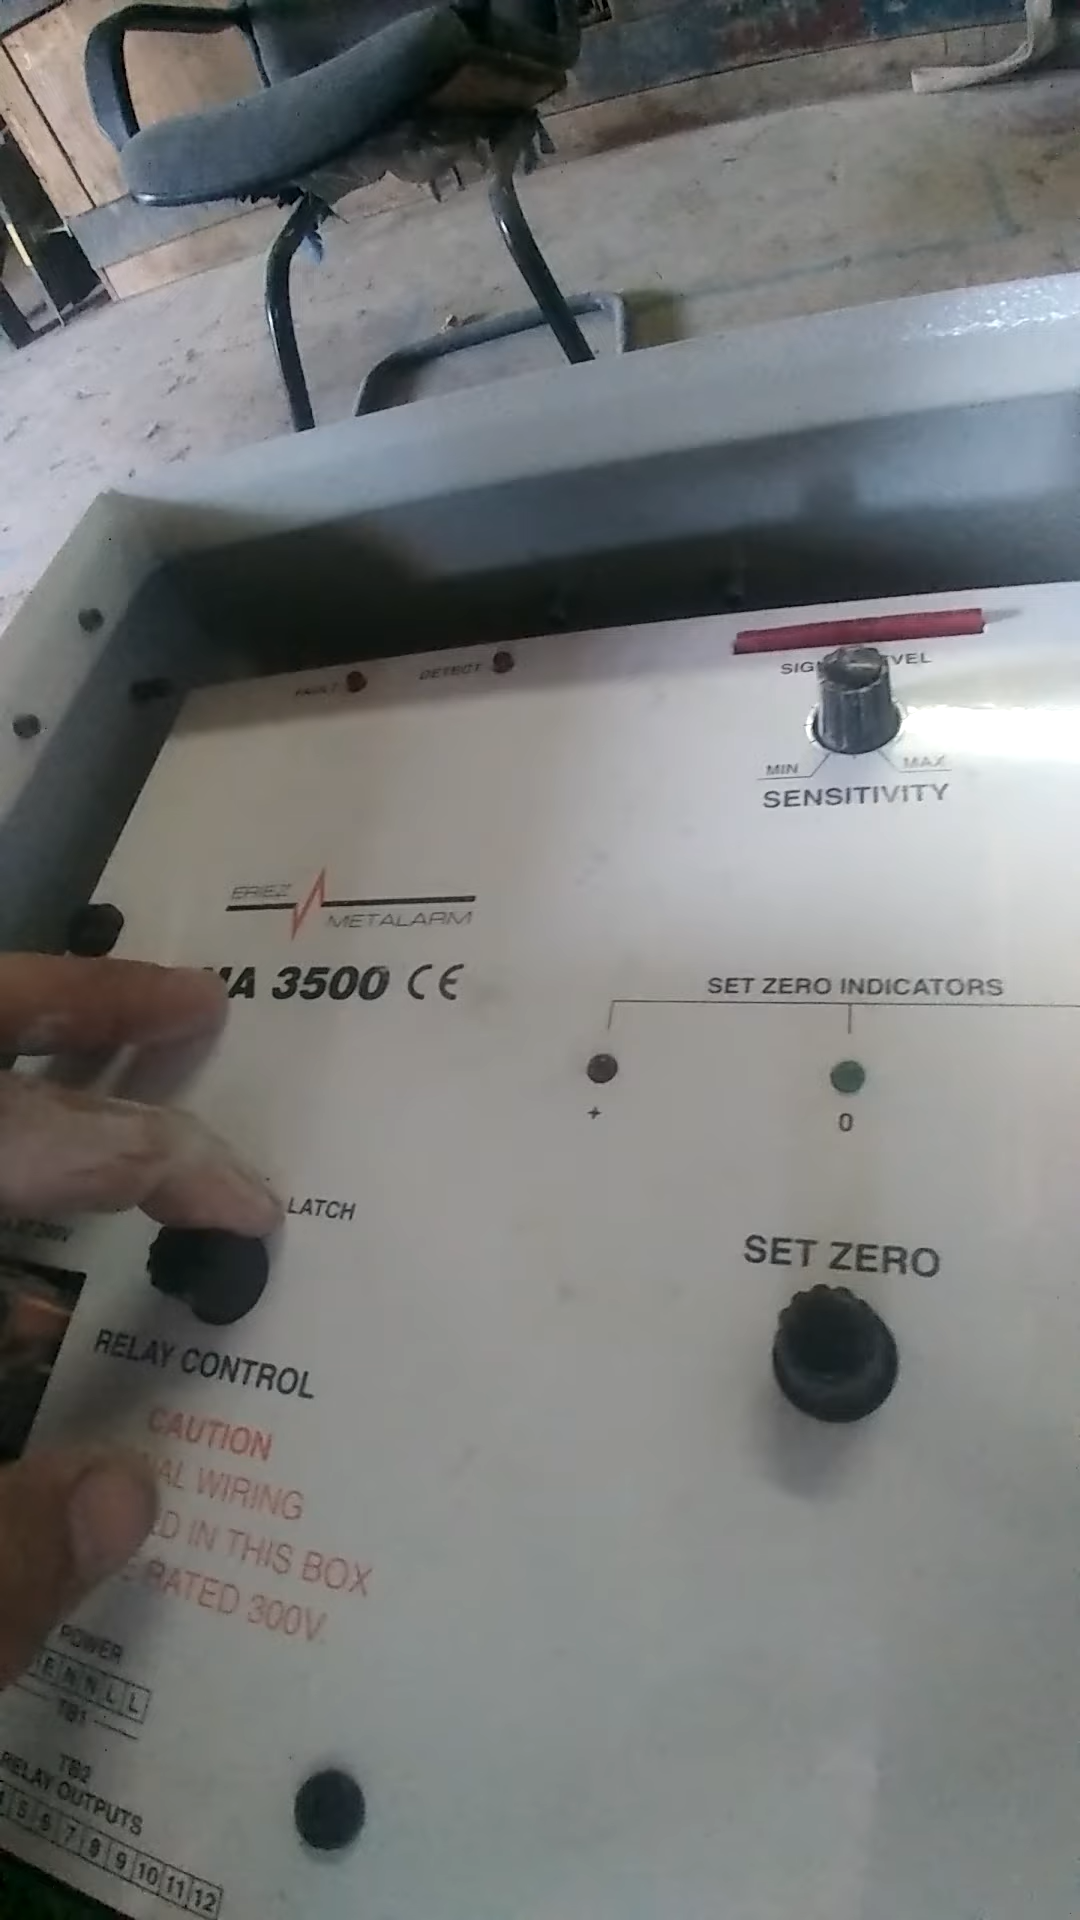 FAULT
DETECT
MIN
MAX
SENSITIVITY
ERIEZ
METALARM
3500 CE
SET ZERO INDICATORS
+
0
LATCH
SET ZERO
RELAY CONTROL
CAUTION
WIRING
IN THIS BOX
RATED 300V.
POWER
E N N L L
TB1
TB2
RELAY OUTPUTS
5 6 7 8 9 10 11 12